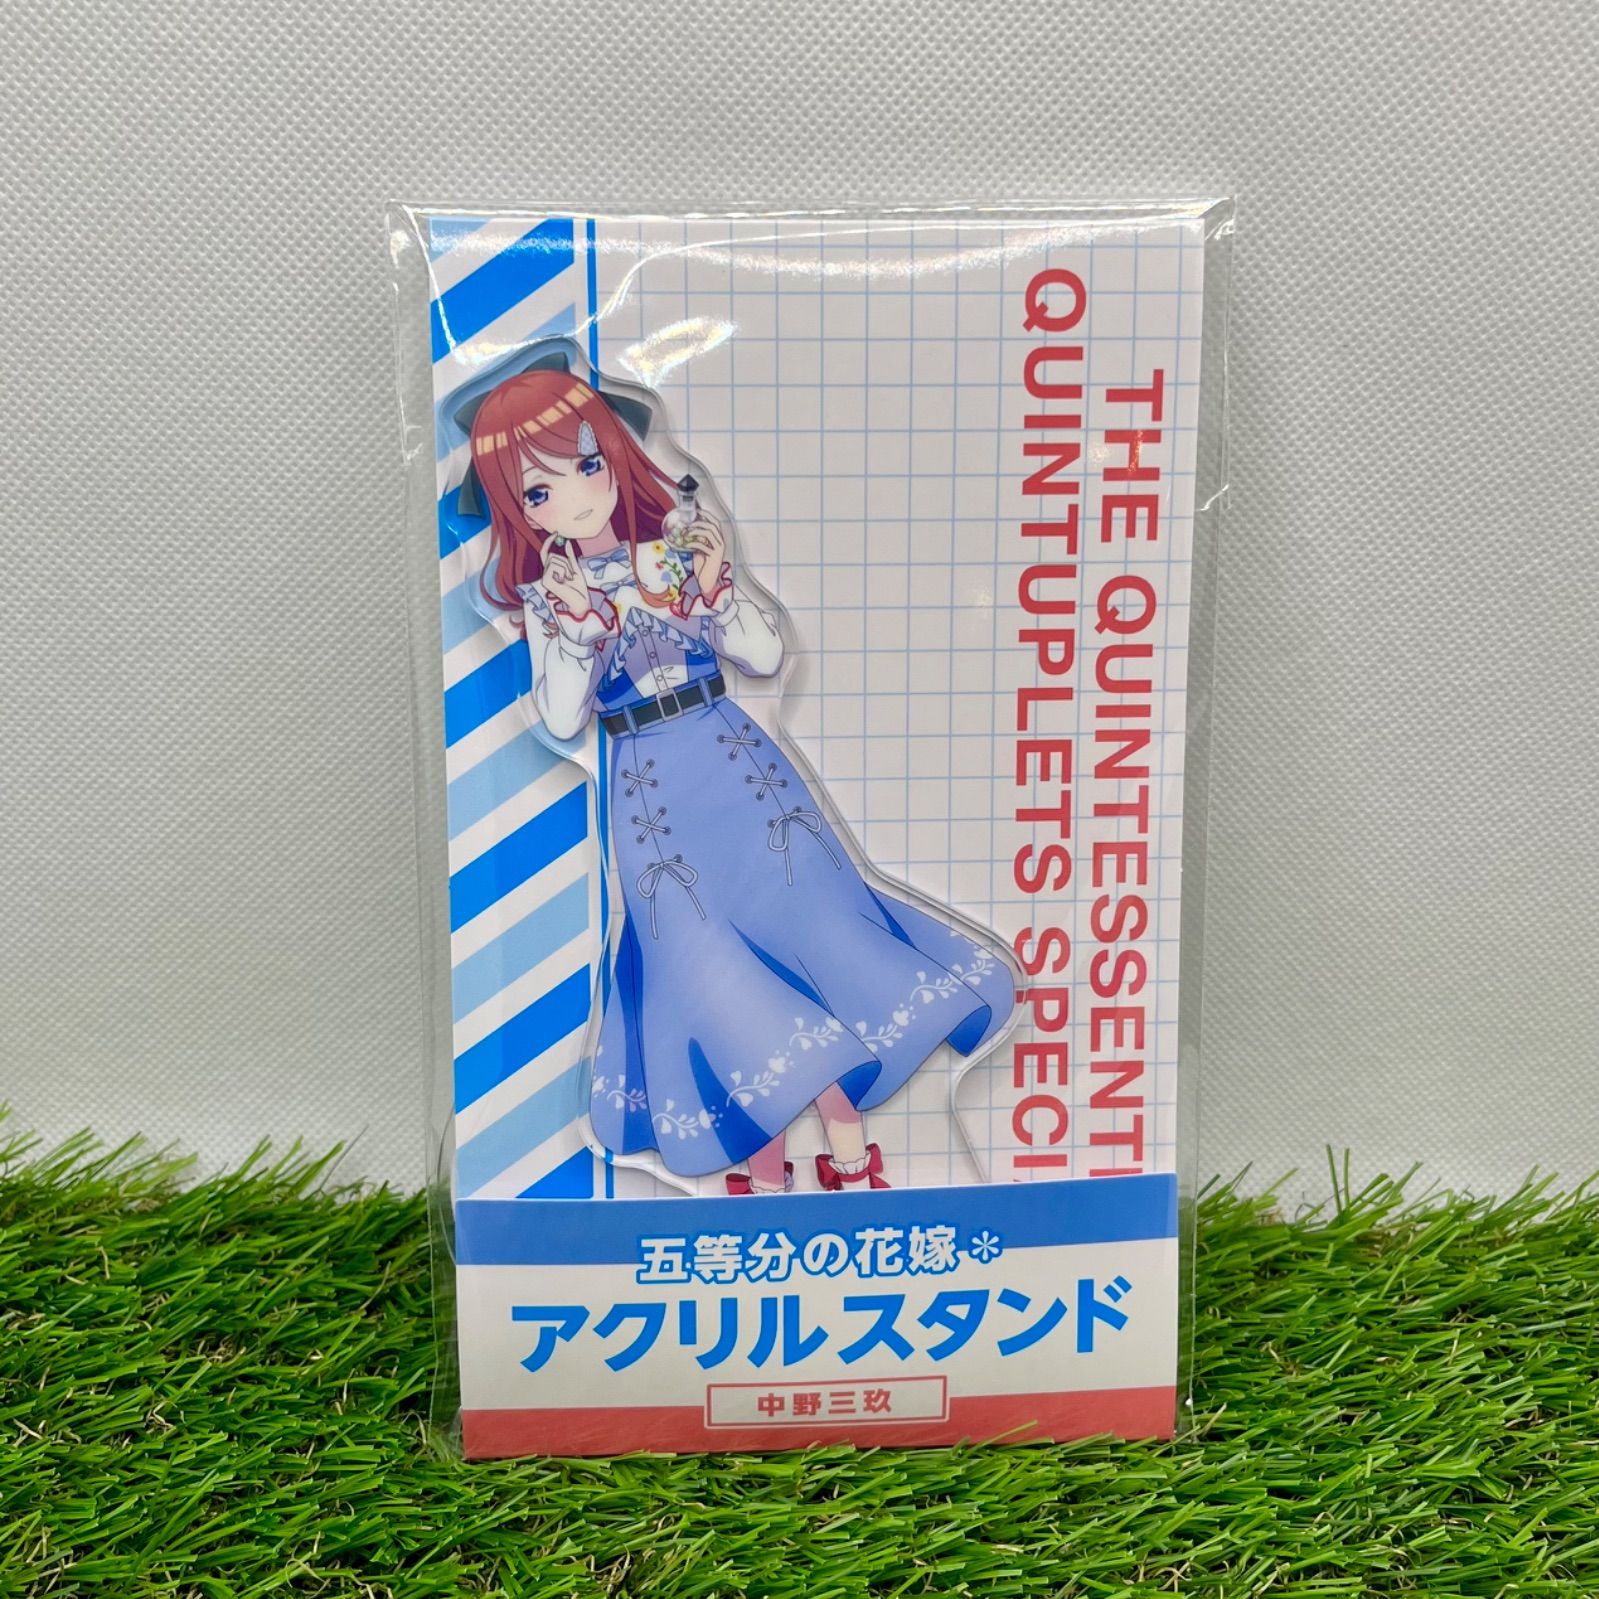 THE QUINTESSENTI
QUINTUPLETS SPECI
五等分の花嫁＊
アクリルスタンド
中野三玖